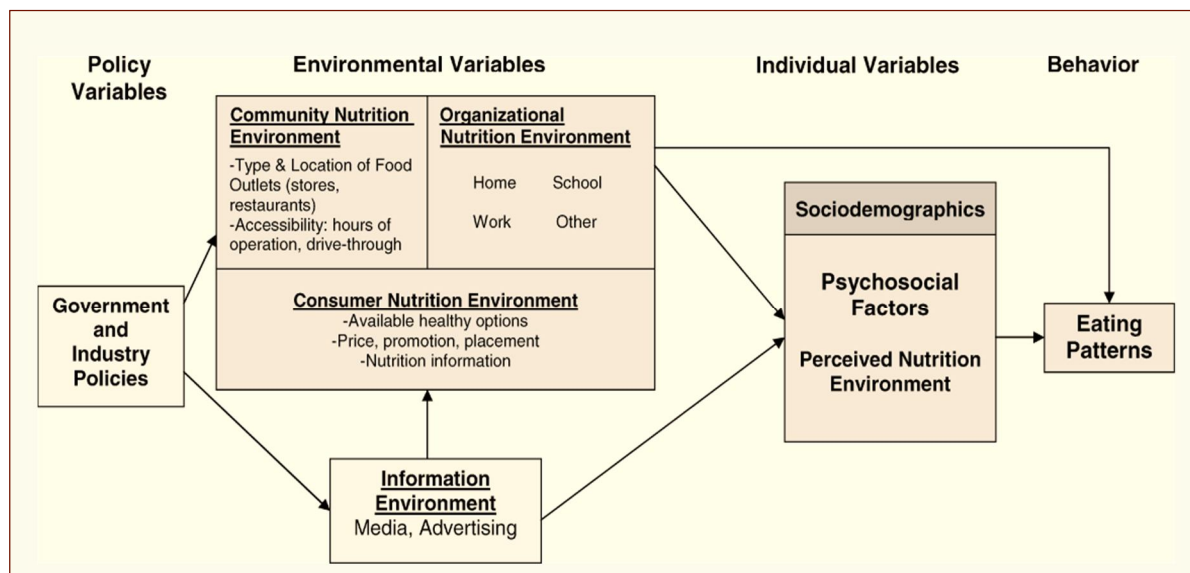 Policy
Variables
Environmental Variables
Individual Variables
Behavior
Community Nutrition
Environment
-Type & Location of Food
Outlets (stores,
restaurants)
-Accessibility: hours of
operation, drive-through
Organizational
Nutrition Environment
Home School
Work Other
Consumer Nutrition Environment
-Available healthy options
-Price, promotion, placement
-Nutrition information
Government
and
Industry
Policies
Information
Environment
Media, Advertising
Sociodemographics
Psychosocial
Factors
Perceived Nutrition
Environment
Eating
Patterns